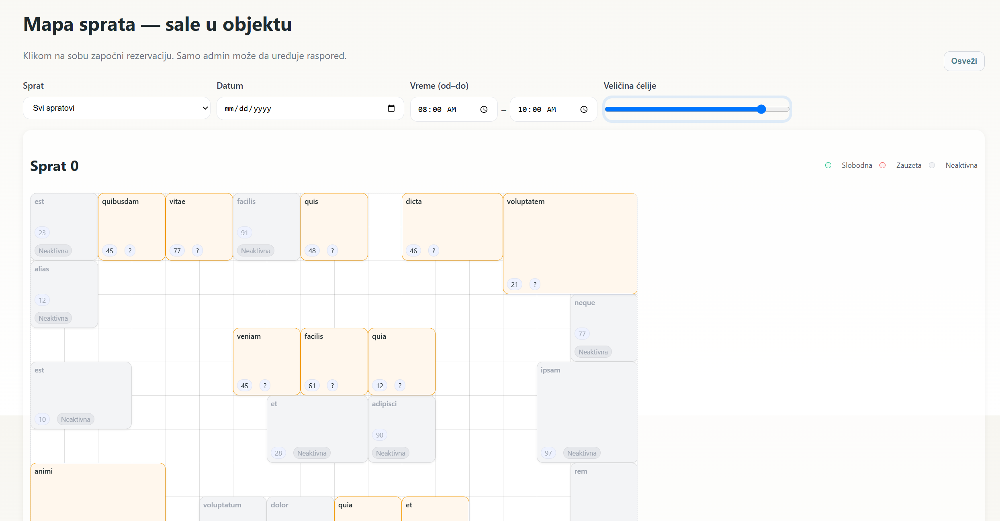 Mapa sprata — sale u objektu
Klikom na sobu započni rezervaciju. Samo admin može da uređuje raspored.
Osveži
Sprat
Datum
Vreme (od–do)
Veličina ćelije
Svi spratovi
mm/dd/yyyy
08:00 AM
–
10:00 AM
Sprat 0
Slobodna
Zauzeta
Neaktivna
est
23
Neaktivna
quibusdam
45
?
vitae
77
?
facilis
91
Neaktivna
quis
48
?
dicta
46
?
voluptatem
21
?
alias
12
Neaktivna
neque
77
Neaktivna
veniam
45
?
facilis
61
?
quia
12
?
est
10
Neaktivna
ipsam
97
Neaktivna
et
28
Neaktivna
adipisci
90
Neaktivna
animi
rem
voluptatum
dolor
quia
et